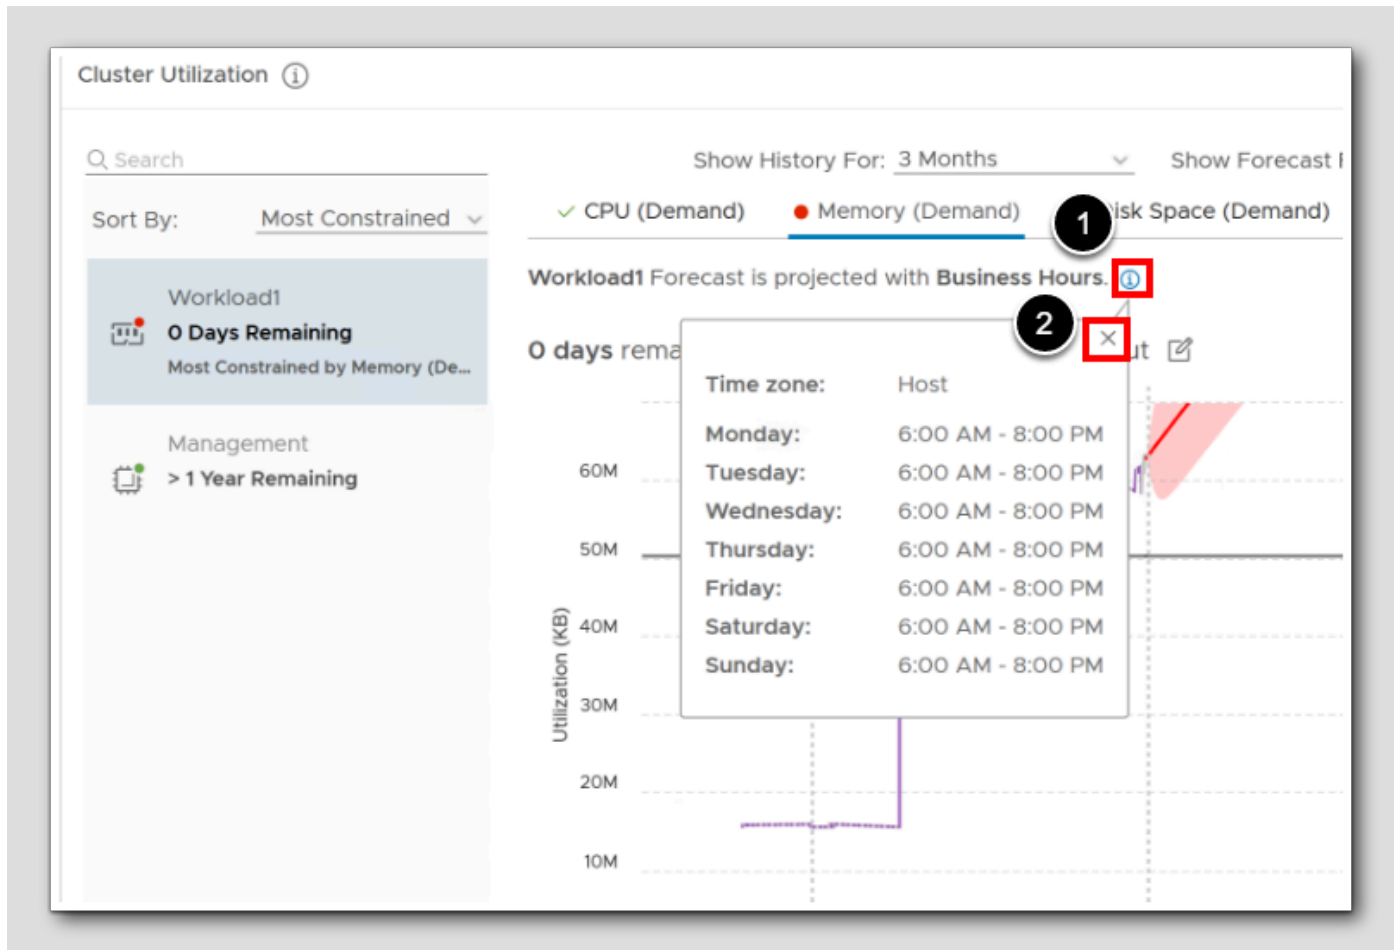 Cluster Utilization
Search
Show History For: 3 Months
Show Forecast
Sort By: Most Constrained
CPU (Demand)
Memory (Demand)
Disk Space (Demand)
1
Workload1 Forecast is projected with Business Hours.
Workload1
0 Days Remaining
Most Constrained by Memory (De...
2
0 days
Time zone: Host
Monday: 6:00 AM - 8:00 PM
Tuesday: 6:00 AM - 8:00 PM
Wednesday: 6:00 AM - 8:00 PM
Thursday: 6:00 AM - 8:00 PM
Friday: 6:00 AM - 8:00 PM
Saturday: 6:00 AM - 8:00 PM
Sunday: 6:00 AM - 8:00 PM
Management
> 1 Year Remaining
Utilization (KB)
60M
50M
40M
30M
20M
10M